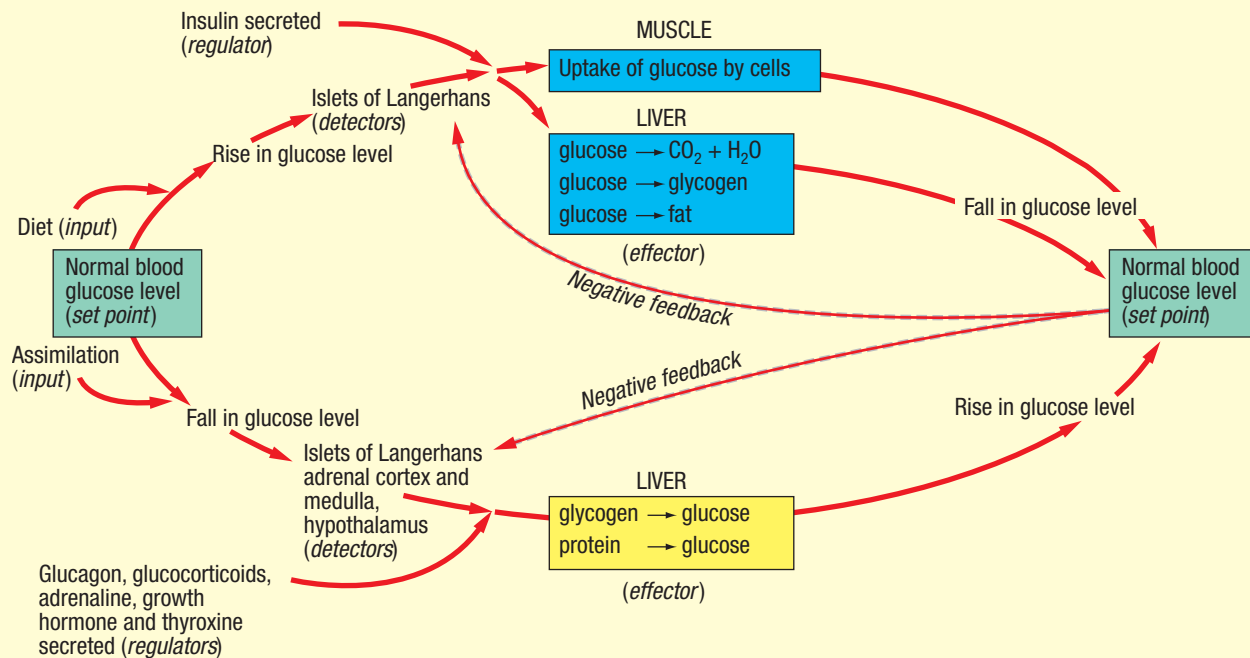 Insulin secreted
(regulator)
MUSCLE
Uptake of glucose by cells
Islets of Langerhans
(detectors)
LIVER
glucose → CO₂ + H₂O
glucose → glycogen
glucose → fat
(effector)
Rise in glucose level
Diet (input)
Fall in glucose level
Normal blood
glucose level
(set point)
Normal blood
glucose level
(set point)
Negative feedback
Negative feedback
Assimilation
(input)
Fall in glucose level
Rise in glucose level
Islets of Langerhans
adrenal cortex and
medulla,
hypothalamus
(detectors)
LIVER
glycogen → glucose
protein → glucose
(effector)
Glucagon, glucocorticoids,
adrenaline, growth
hormone and thyroxine
secreted (regulators)